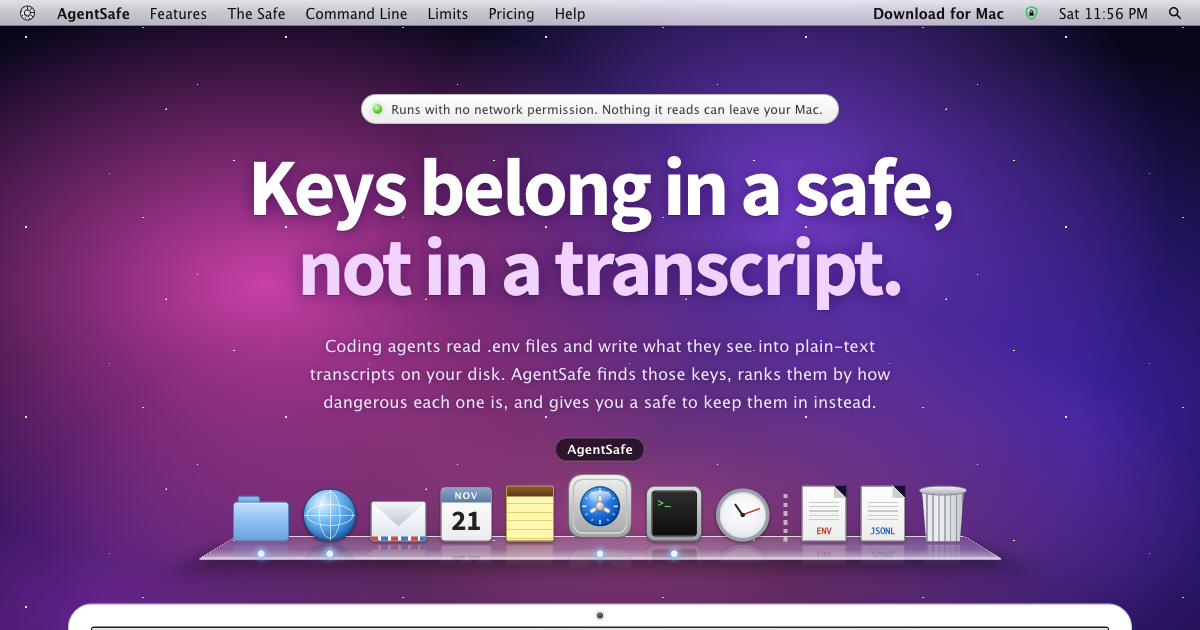 AgentSafe Features The Safe Command Line Limits Pricing Help Download for Mac Sat 11:56 PM
Runs with no network permission. Nothing it reads can leave your Mac.
Keys belong in a safe,
not in a transcript.
Coding agents read .env files and write what they see into plain-text
transcripts on your disk. AgentSafe finds those keys, ranks them by how
dangerous each one is, and gives you a safe to keep them in instead.
AgentSafe
NOV
21
>_
ENV
JSONL